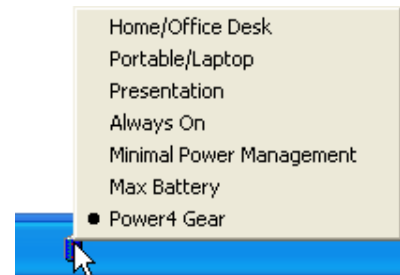 Home/Office Desk
Portable/Laptop
Presentation
Always On
Minimal Power Management
Max Battery
Power4 Gear